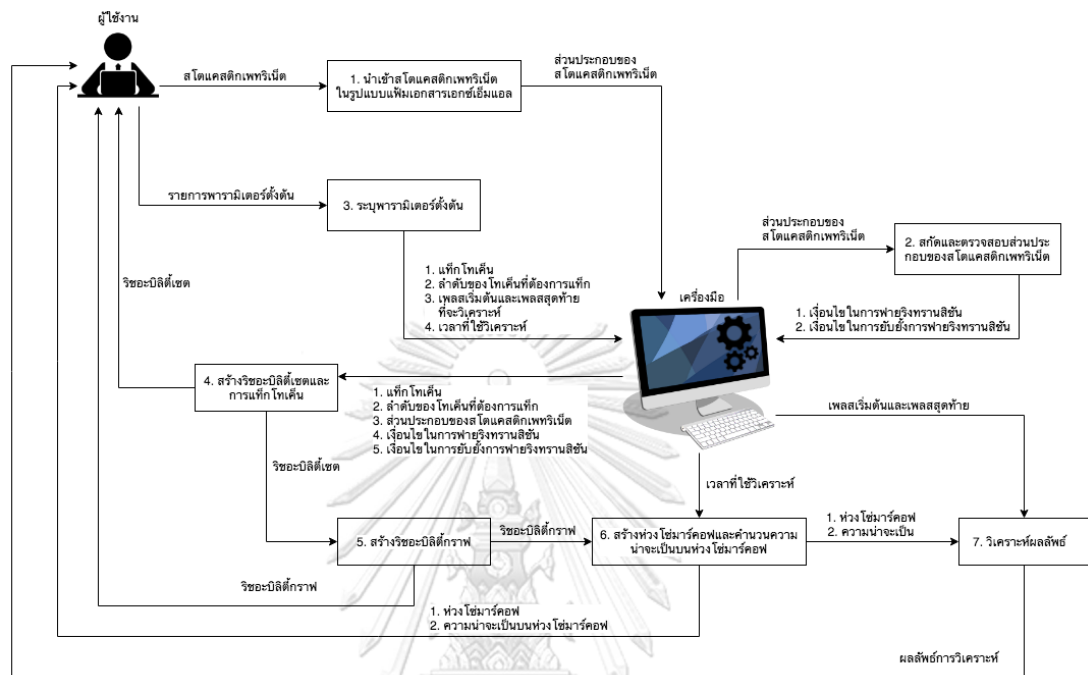 ผู้ใช้งาน
สโตแคสติกเพทริเน็ต
1. นำเข้าสโตแคสติกเพทริเน็ต
ในรูปแบบแฟ้มเอกสารเอกซ์เอ็มแอล
ส่วนประกอบของ
สโตแคสติกเพทริเน็ต
รายการพารามิเตอร์ตั้งต้น
3. ระบุพารามิเตอร์ตั้งต้น
ส่วนประกอบของ
สโตแคสติกเพทริเน็ต
2. สกัดและตรวจสอบส่วนประ
กอบของสโตแคสติกเพทริเน็ต
ริชอะบิลิตี้เซต
1. แท็กโทเค็น
2. ลำดับของโทเค็นที่ต้องการแท็ก
3. เพลสเริ่มต้นและเพลสสุดท้าย
ที่จะวิเคราะห์
4. เวลาที่ใช้วิเคราะห์
เครื่องมือ
1. เงื่อนไขในการฟายริงทรานสิชัน
2. เงื่อนไขในการยับยั้งการฟายริงทรานสิชัน
4. สร้างริชอะบิลิตี้เซตและ
การแท็กโทเค็น
1. แท็กโทเค็น
2. ลำดับของโทเค็นที่ต้องการแท็ก
3. ส่วนประกอบของสโตแคสติกเพทริเน็ต
4. เงื่อนไขในการฟายริงทรานสิชัน
5. เงื่อนไขในการยับยั้งการฟายริงทรานสิชัน
เพลสเริ่มต้นและเพลสสุดท้าย
ริชอะบิลิตี้เซต
เวลาที่ใช้วิเคราะห์
5. สร้างริชอะบิลิตี้กราฟ
ริชอะบิลิตี้กราฟ
6. สร้างห่วงโซ่มาร์คอฟและคำนวนความ
น่าจะเป็นบนห่วงโซ่มาร์คอฟ
1. ห่วงโซ่มาร์คอฟ
2. ความน่าจะเป็น
7. วิเคราะห์ผลลัพธ์
ริชอะบิลิตี้กราฟ
1. ห่วงโซ่มาร์คอฟ
2. ความน่าจะเป็นบนห่วงโซ่มาร์คอฟ
ผลลัพธ์การวิเคราะห์